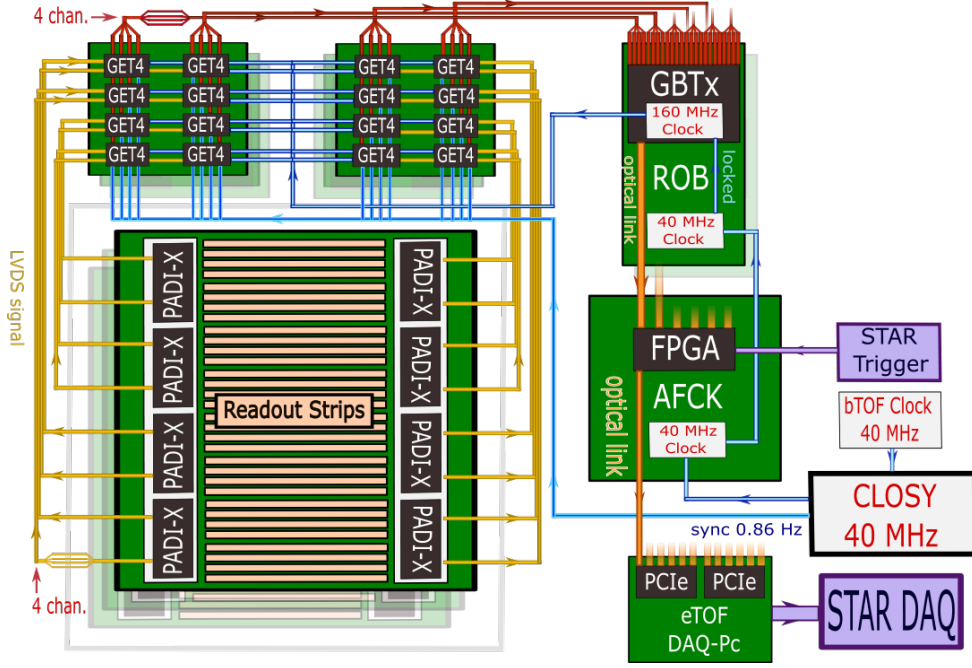 4 chan.
GET4 GET4 GET4 GET4
GET4 GET4 GET4 GET4
GET4 GET4 GET4 GET4
GET4 GET4 GET4 GET4
GBTx
160 MHz
Clock
optical link
ROB
locked
40 MHz
Clock
LVDS signal
PADI-X
PADI-X
PADI-X
PADI-X
Readout Strips
PADI-X
PADI-X
PADI-X
PADI-X
4 chan.
FPGA
AFCK
optical link
40 MHz
Clock
STAR
Trigger
bTOF Clock
40 MHz
CLOSY
40 MHz
sync 0.86 Hz
PCIe PCIe
eTOF
DAQ-Pc
STAR DAQ